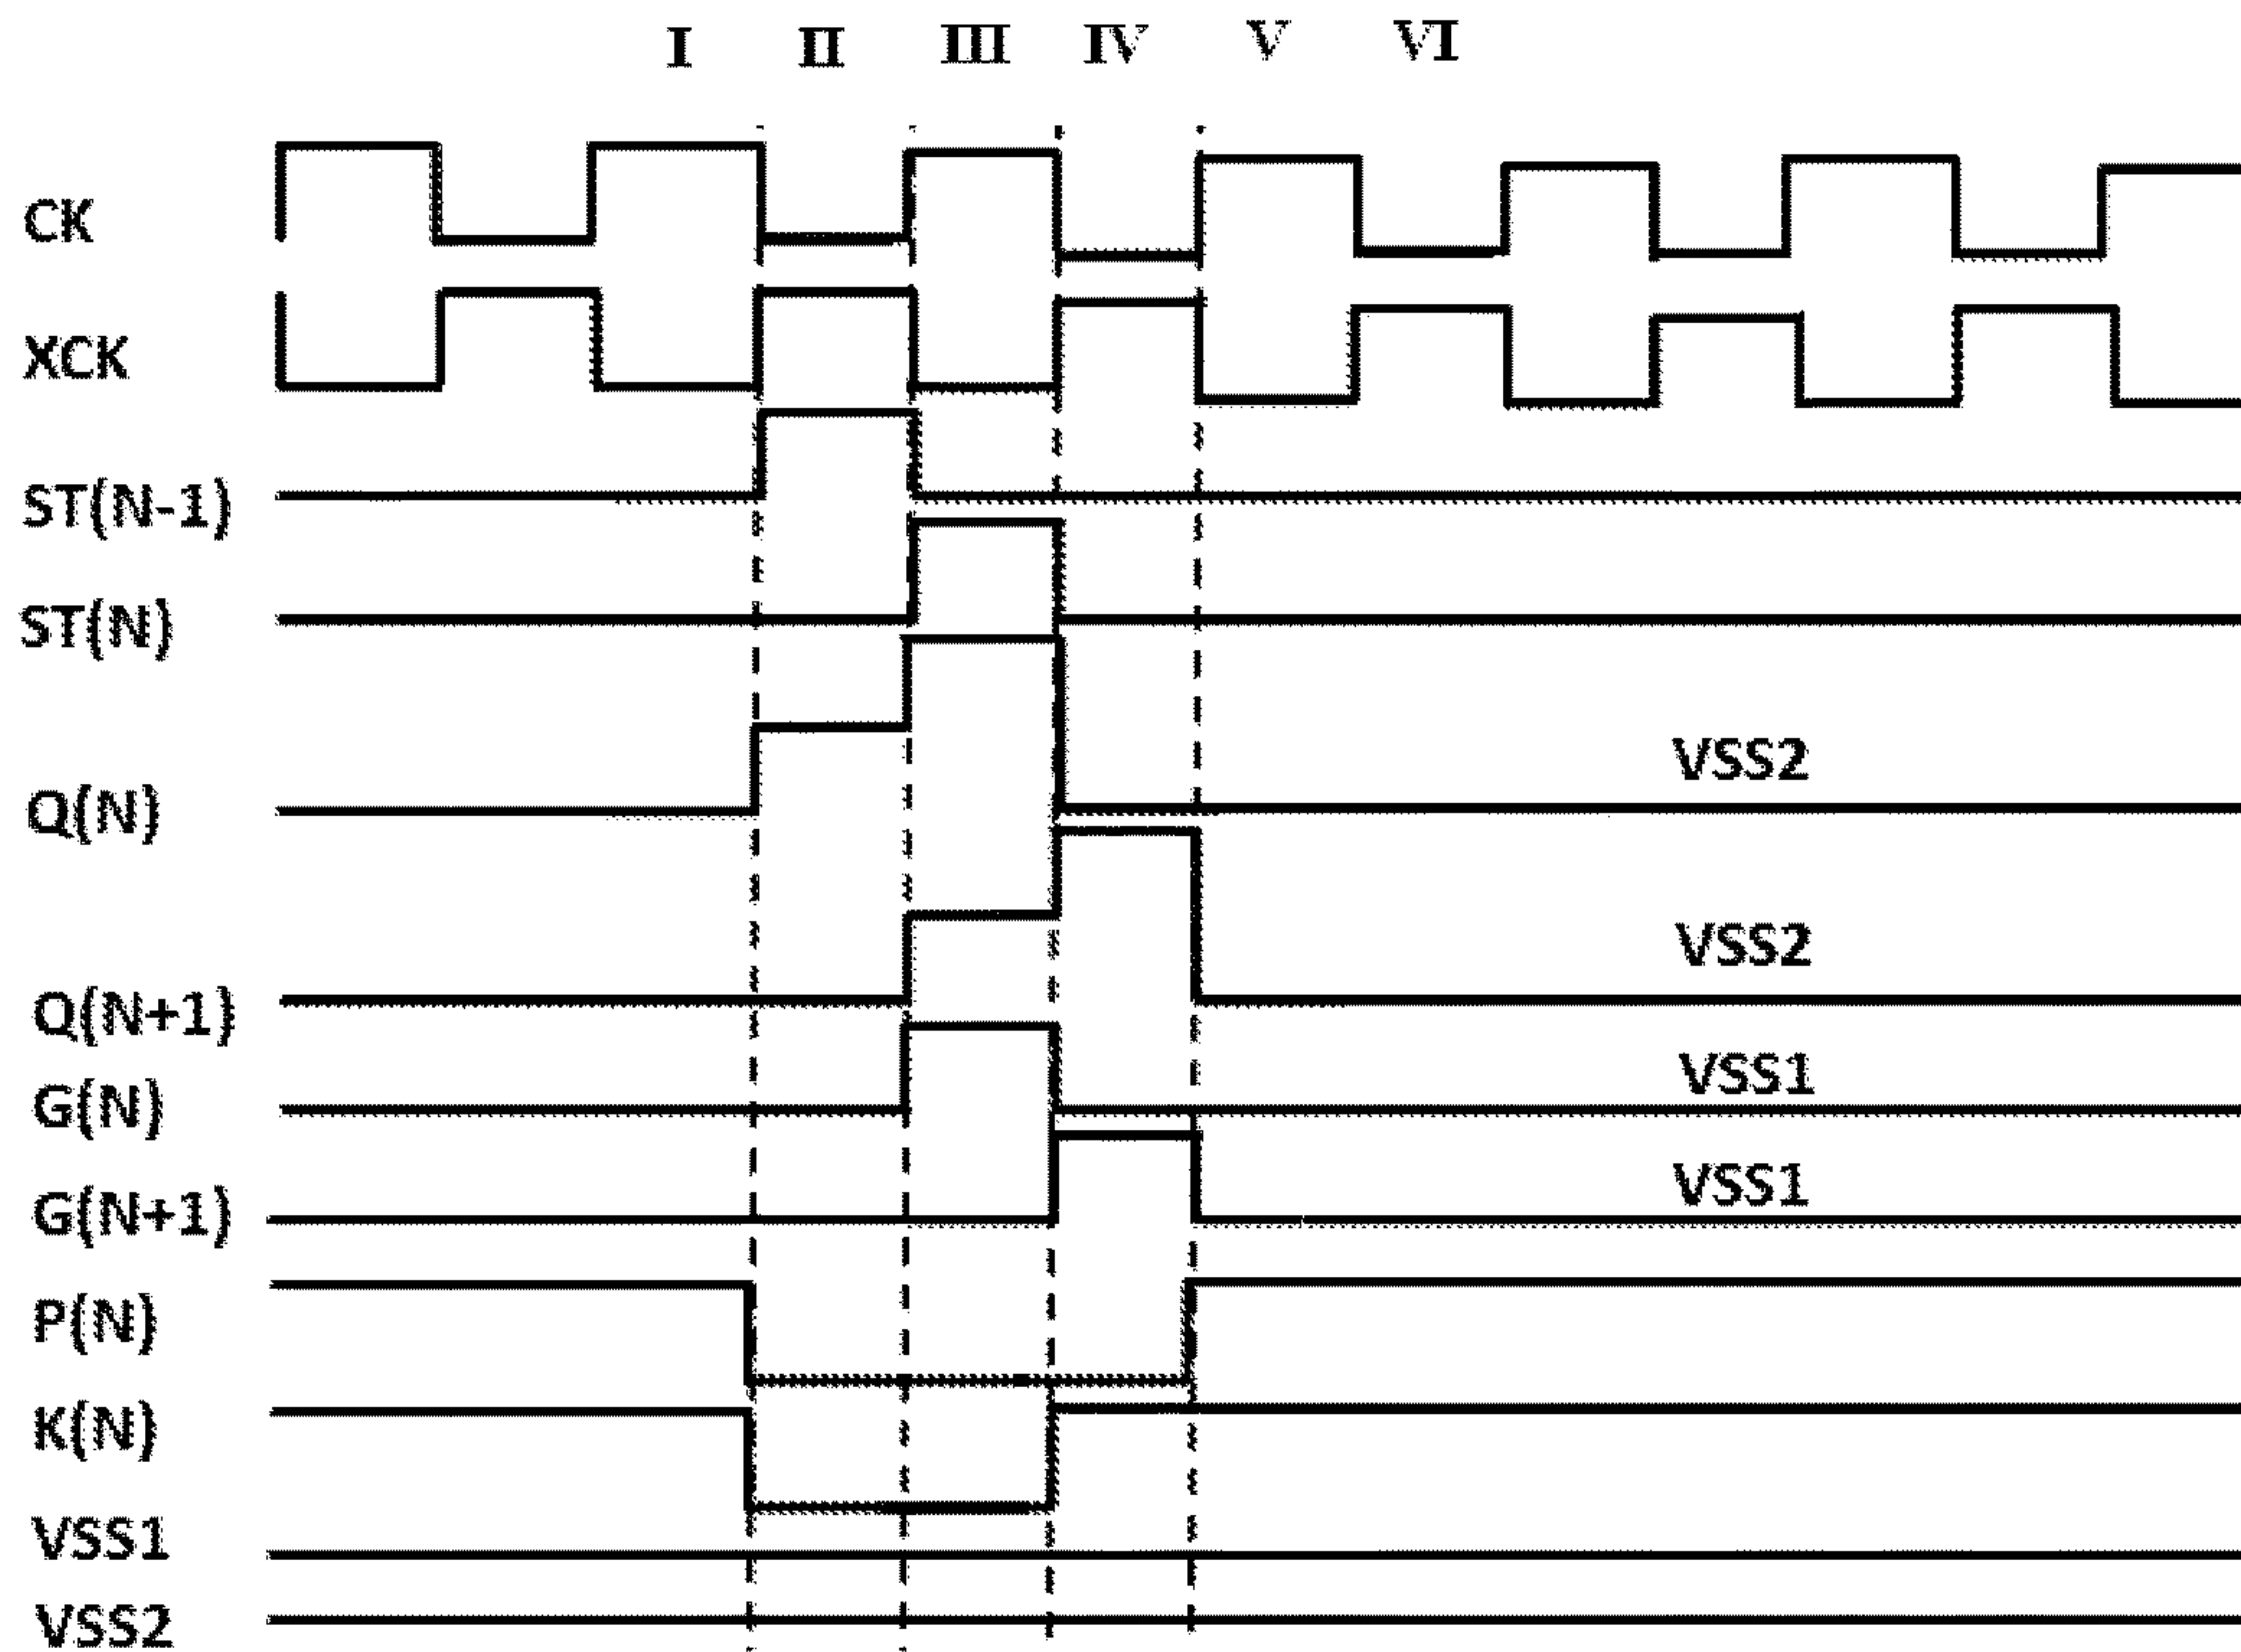 I II III IV V VI
CK
XCK
ST(N-1)
ST(N)
VSS2
Q(N)
VSS2
Q(N+1)
VSS1
G(N)
VSS1
G(N+1)
P(N)
K(N)
VSS1
VSS2